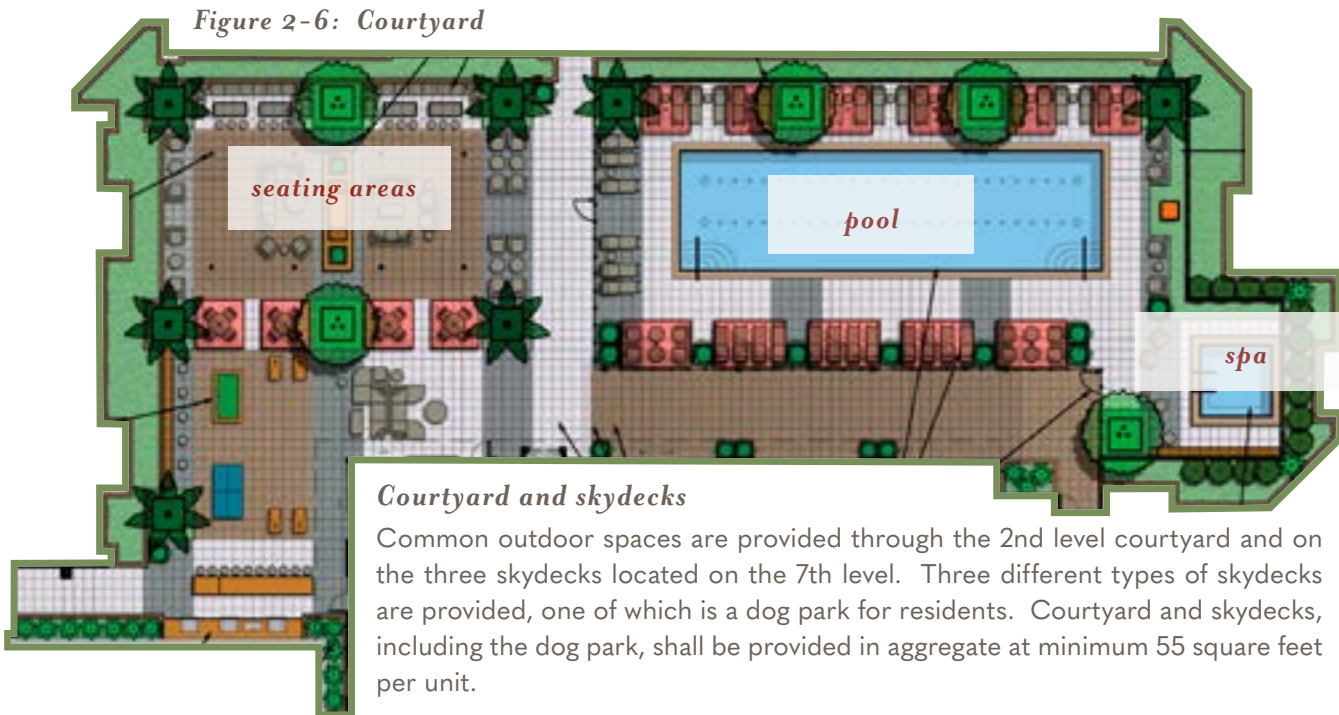 Figure 2-6: Courtyard
seating areas
pool
spa
Courtyard and skydecks
Common outdoor spaces are provided through the 2nd level courtyard and on
the three skydecks located on the 7th level. Three different types of skydecks
are provided, one of which is a dog park for residents. Courtyard and skydecks,
including the dog park, shall be provided in aggregate at minimum 55 square feet
per unit.